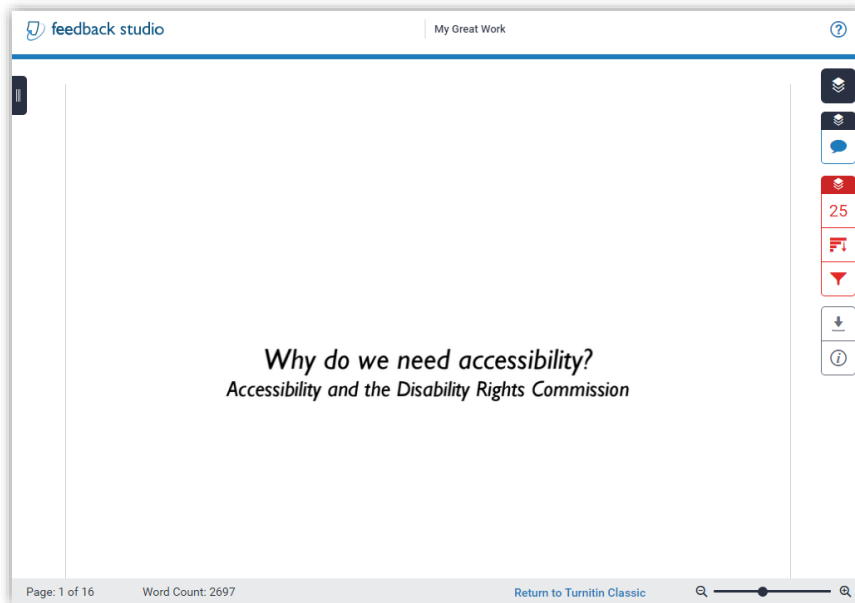 feedback studio
My Great Work
?
25
Why do we need accessibility?
Accessibility and the Disability Rights Commission
i
Page: 1 of 16
Word Count: 2697
Return to Turnitin Classic